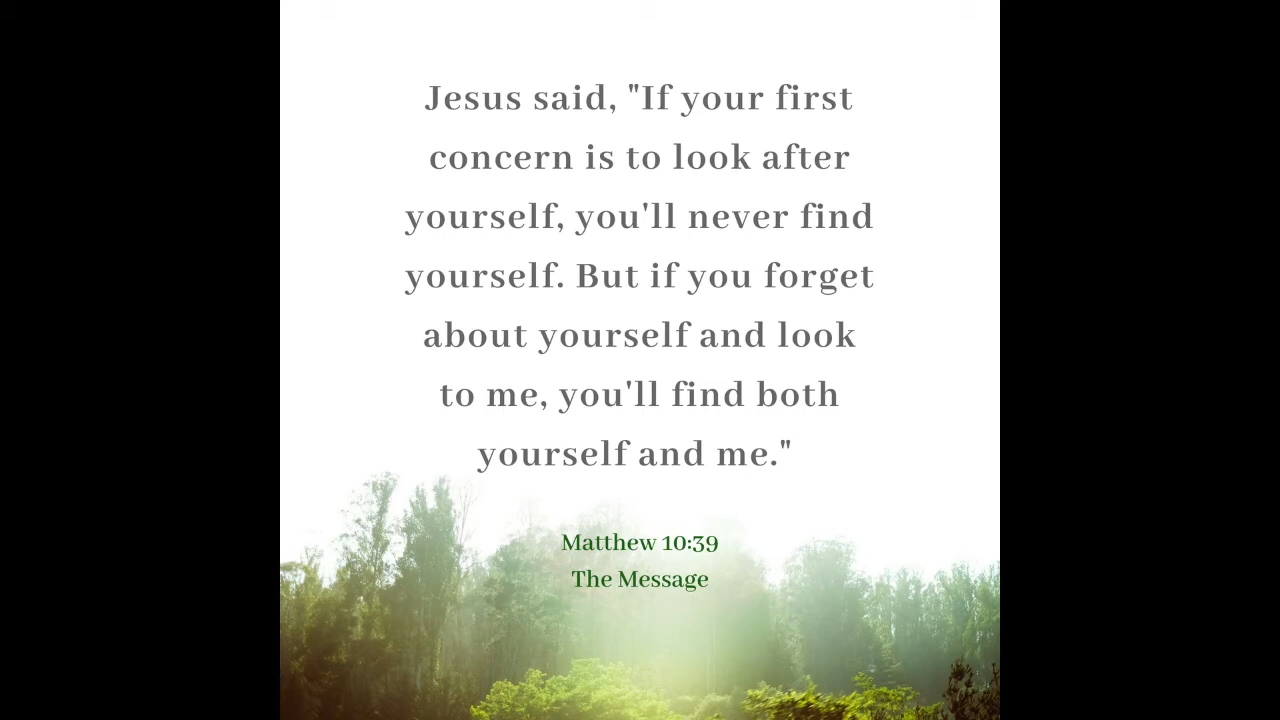 Jesus said, "If your first
concern is to look after
yourself, you'll never find
yourself. But if you forget
about yourself and look
to me, you'll find both
yourself and me."
Matthew 10:39
The Message